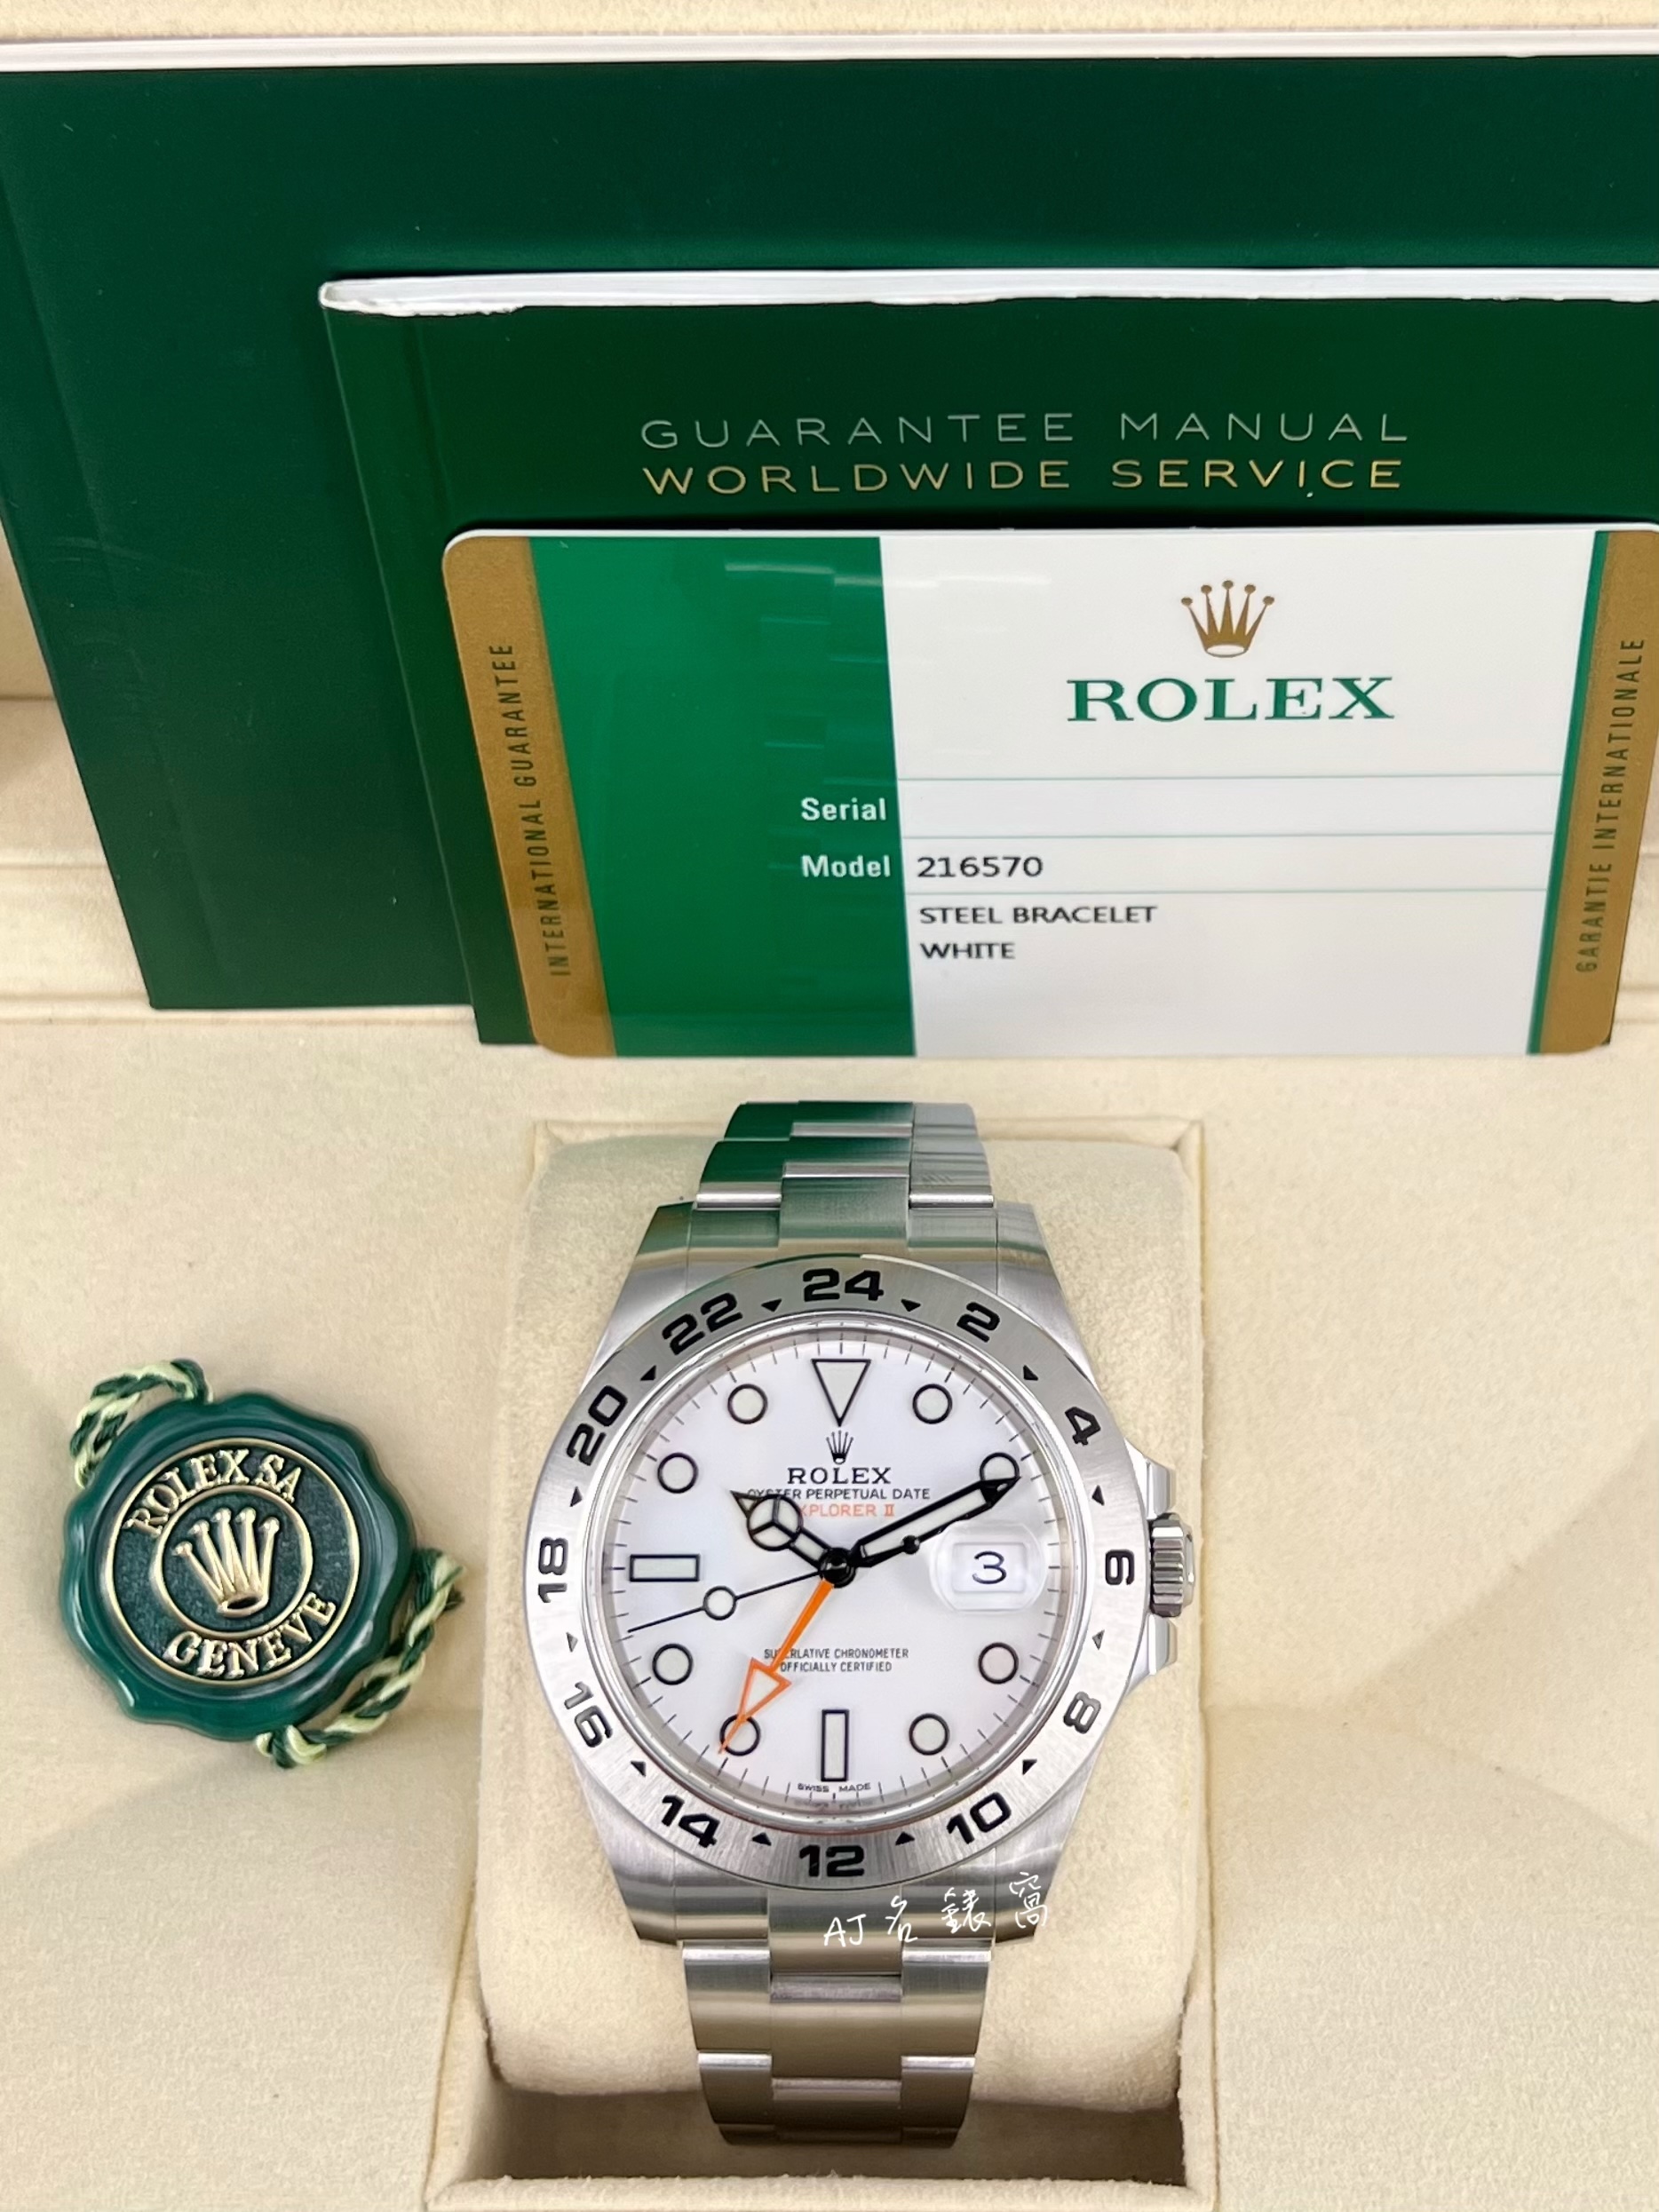 GUARANTEE MANUAL
WORLDWIDE SERVICE
INTERNATIONAL GUARANTEE
ROLEX
Serial
Model 216570
STEEL BRACELET
WHITE
GARANTIE INTERNATIONALE
24
2
4
6
8
10
12
14
16
18
20
22
ROLEX
OYSTER PERPETUAL DATE
EXPLORER II
3
SUPERLATIVE CHRONOMETER
OFFICIALLY CERTIFIED
SWISS MADE
ROLEX SA
GENEVE
AJ名錶窩